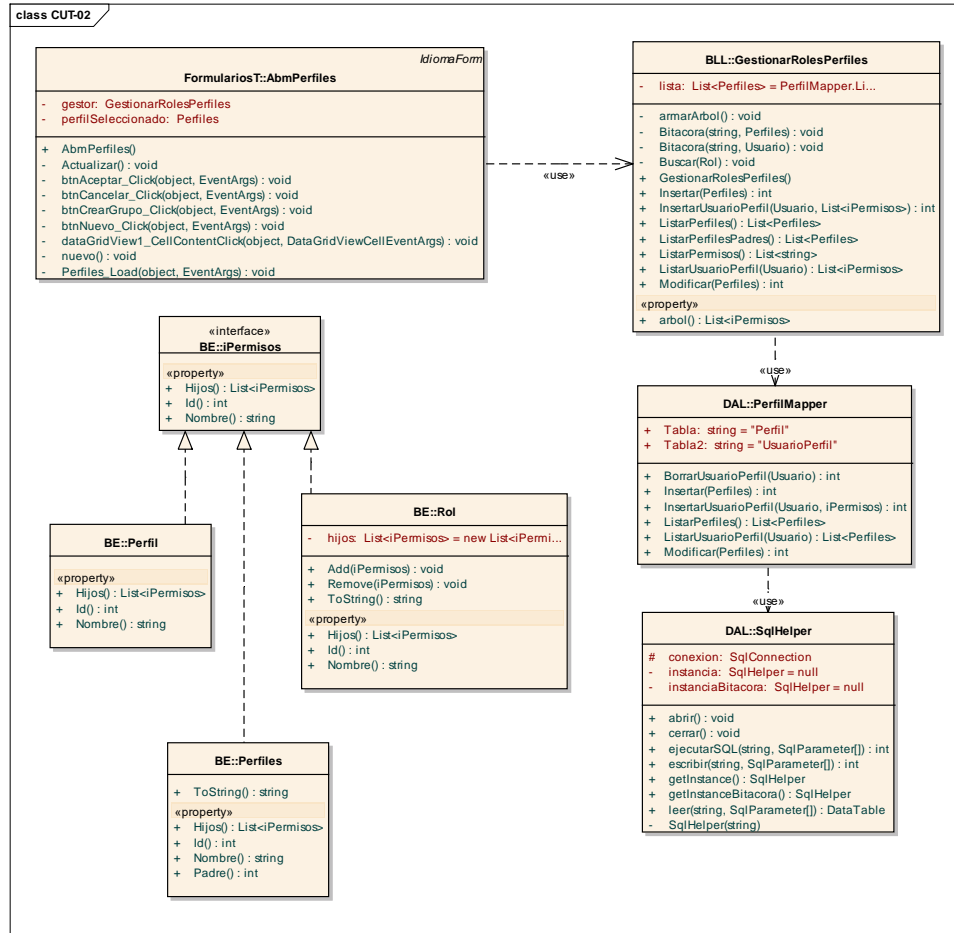 class CUT-02
IdiomaForm
FormulariosT::AbmPerfiles
- gestor: GestionarRolesPerfiles
- perfilSeleccionado: Perfiles
+ AbmPerfiles()
- Actualizar() : void
- btnAceptar_Click(object, EventArgs) : void
- btnCancelar_Click(object, EventArgs) : void
- btnCrearGrupo_Click(object, EventArgs) : void
- btnNuevo_Click(object, EventArgs) : void
- dataGridView1_CellContentClick(object, DataGridViewCellEventArgs) : void
- nuevo() : void
- Perfiles_Load(object, EventArgs) : void
«use»
BLL::GestionarRolesPerfiles
- lista: List<Perfiles> = PerfilMapper.Li...
- armarArbol() : void
- Bitacora(string, Perfiles) : void
- Bitacora(string, Usuario) : void
- Buscar(Rol) : void
+ GestionarRolesPerfiles()
+ Insertar(Perfiles) : int
+ InsertarUsuarioPerfil(Usuario, List<iPermisos>) : int
+ ListarPerfiles() : List<Perfiles>
+ ListarPerfilesPadres() : List<Perfiles>
+ ListarPermisos() : List<string>
+ ListarUsuarioPerfil(Usuario) : List<iPermisos>
+ Modificar(Perfiles) : int
«property»
+ arbol() : List<iPermisos>
«use»
«interface»
BE::iPermisos
«property»
+ Hijos() : List<iPermisos>
+ Id() : int
+ Nombre() : string
DAL::PerfilMapper
+ Tabla: string = "Perfil"
+ Tabla2: string = "UsuarioPerfil"
+ BorrarUsuarioPerfil(Usuario) : int
+ Insertar(Perfiles) : int
+ InsertarUsuarioPerfil(Usuario, iPermisos) : int
+ ListarPerfiles() : List<Perfiles>
+ ListarUsuarioPerfil(Usuario) : List<Perfiles>
+ Modificar(Perfiles) : int
«use»
BE::Perfil
«property»
+ Hijos() : List<iPermisos>
+ Id() : int
+ Nombre() : string
BE::Rol
- hijos: List<iPermisos> = new List<iPermi...
+ Add(iPermisos) : void
+ Remove(iPermisos) : void
+ ToString() : string
«property»
+ Hijos() : List<iPermisos>
+ Id() : int
+ Nombre() : string
DAL::SqlHelper
# conexion: SqlConnection
- instancia: SqlHelper = null
- instanciaBitacora: SqlHelper = null
+ abrir() : void
+ cerrar() : void
+ ejecutarSQL(string, SqlParameter[]) : int
+ escribir(string, SqlParameter[]) : int
+ getInstance() : SqlHelper
+ getInstanceBitacora() : SqlHelper
+ leer(string, SqlParameter[]) : DataTable
- SqlHelper(string)
BE::Perfiles
+ ToString() : string
«property»
+ Hijos() : List<iPermisos>
+ Id() : int
+ Nombre() : string
+ Padre() : int